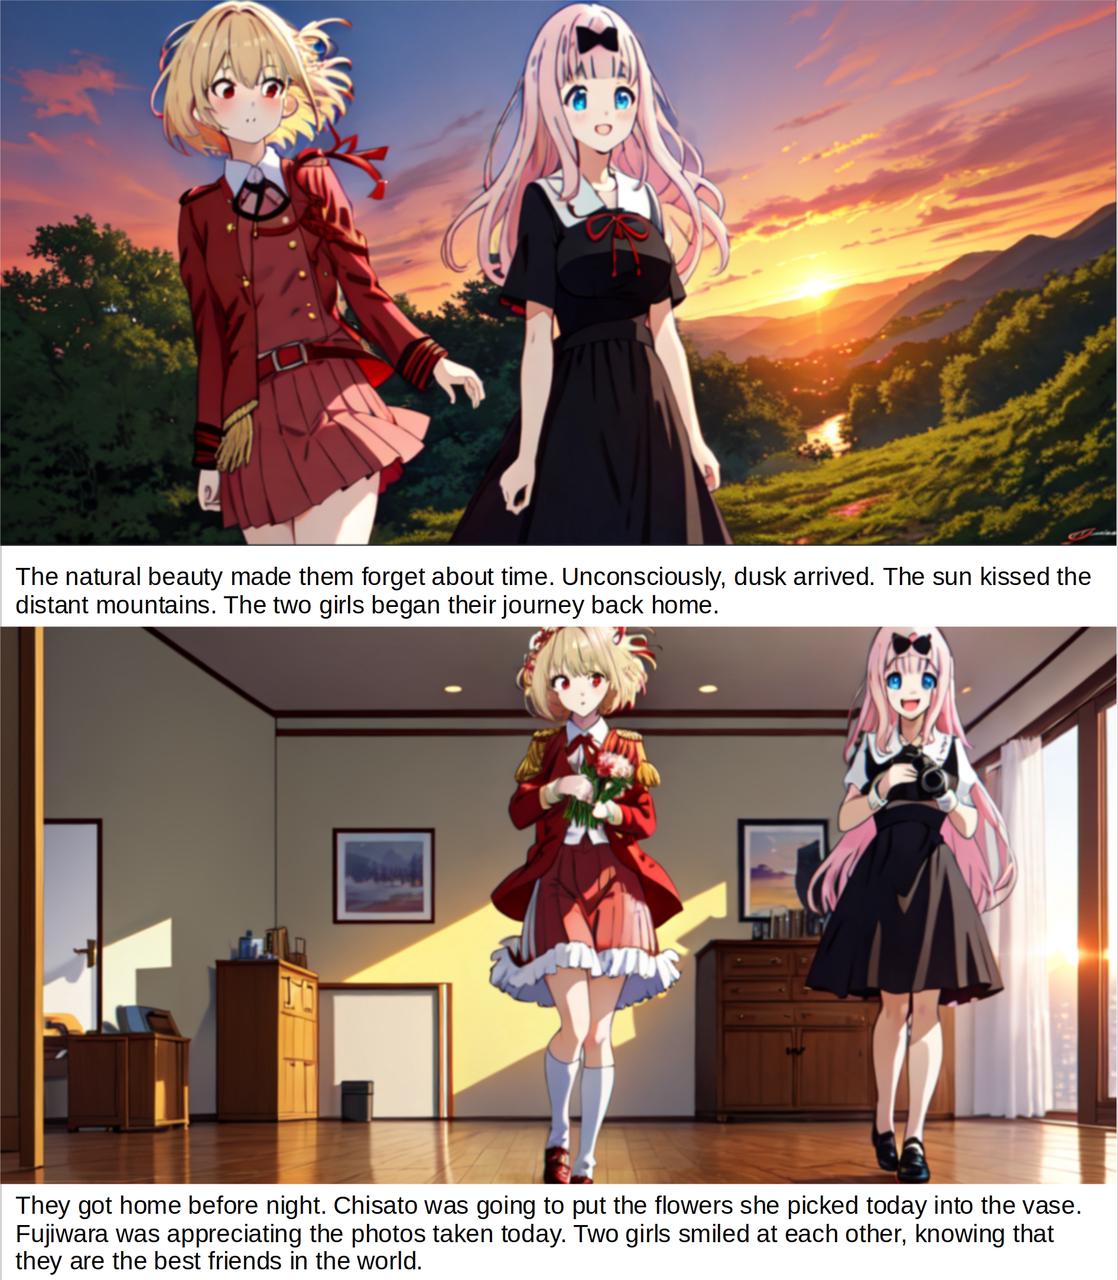 The natural beauty made them forget about time. Unconsciously, dusk arrived. The sun kissed the
distant mountains. The two girls began their journey back home.
They got home before night. Chisato was going to put the flowers she picked today into the vase.
Fujiwara was appreciating the photos taken today. Two girls smiled at each other, knowing that
they are the best friends in the world.